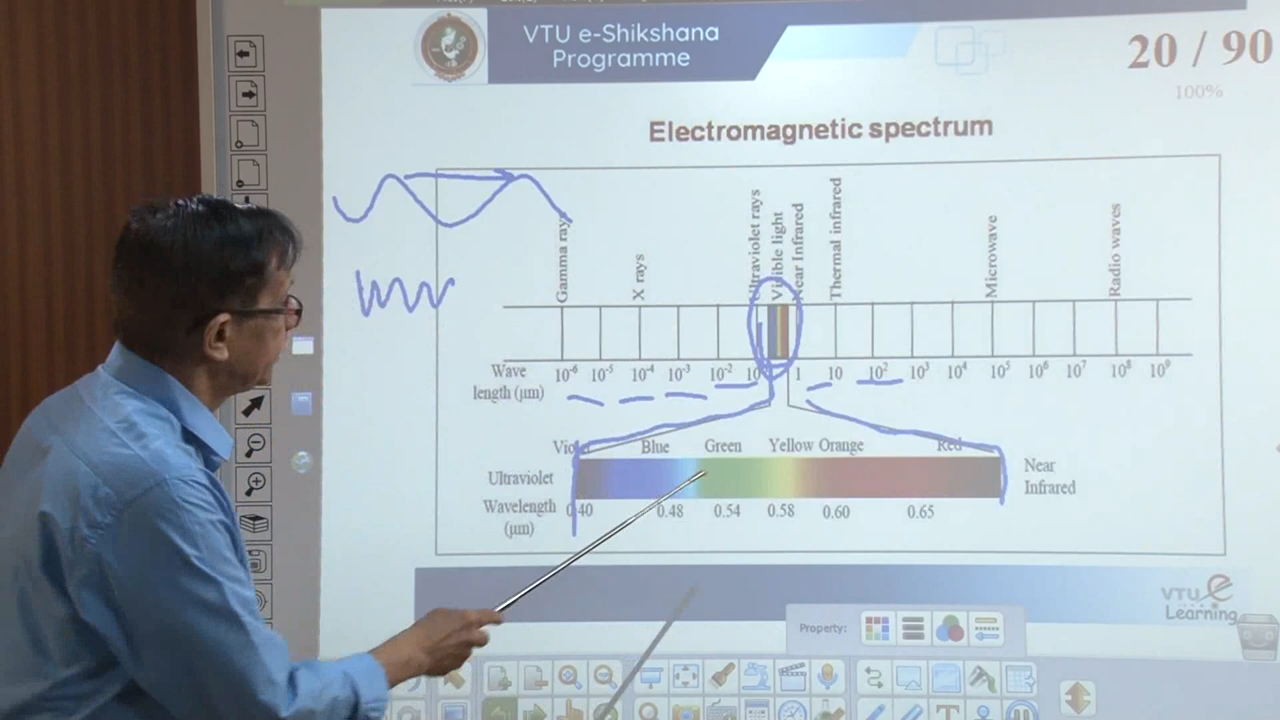 VTU e-Shikshana
Programme
20 / 90
100%
Electromagnetic spectrum
Gamma ray
X rays
Ultraviolet rays
Visible light
Near Infrared
Thermal infrared
Microwave
Radio waves
Wave
length (µm)
10⁻⁶ 10⁻⁵ 10⁻⁴ 10⁻³ 10⁻² 1 10 10² 10³ 10⁴ 10⁵ 10⁶ 10⁷ 10⁸ 10⁹
Violet Blue Green Yellow Orange Red
Ultraviolet
Near
Infrared
Wavelength
(µm)
0.40 0.48 0.54 0.58 0.60 0.65
VTU e
Learning
Property: